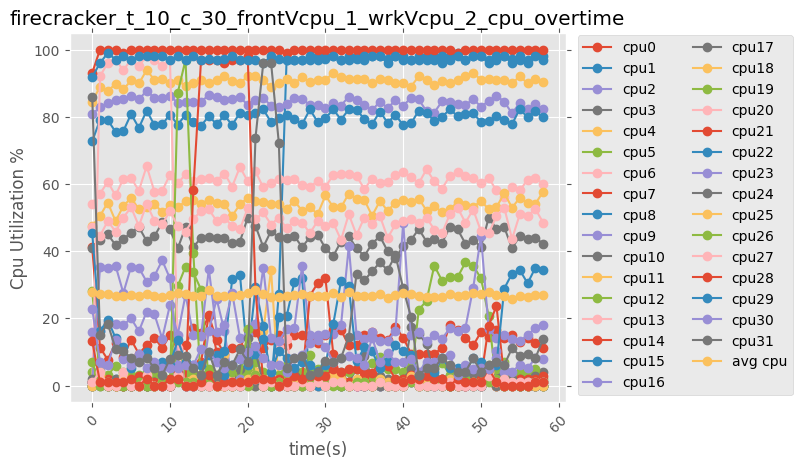 firecracker_t_10_c_30_frontVcpu_1_wrkVcpu_2_cpu_overtime
100
80
60
40
20
0
Cpu Utilization %
0 10 20 30 40 50 60
time(s)
cpu0
cpu1
cpu2
cpu3
cpu4
cpu5
cpu6
cpu7
cpu8
cpu9
cpu10
cpu11
cpu12
cpu13
cpu14
cpu15
cpu16
cpu17
cpu18
cpu19
cpu20
cpu21
cpu22
cpu23
cpu24
cpu25
cpu26
cpu27
cpu28
cpu29
cpu30
cpu31
avg cpu